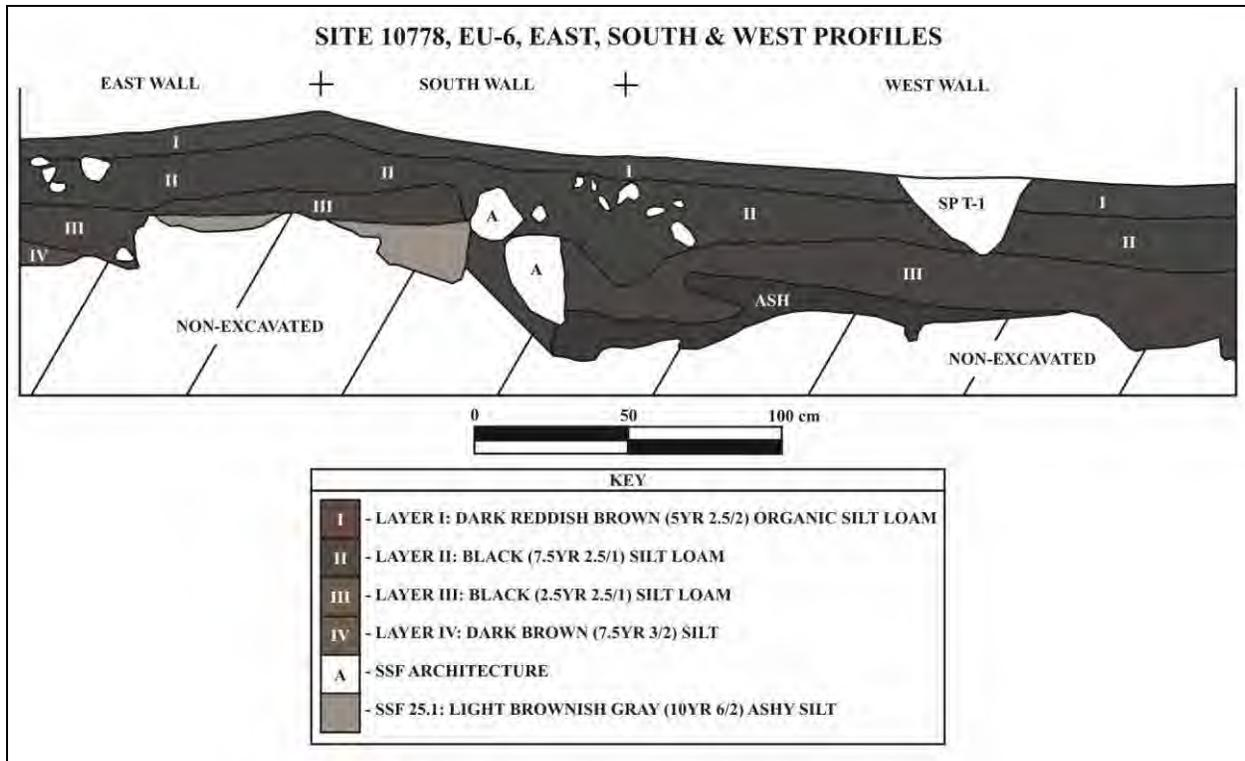 SITE 10778, EU-6, EAST, SOUTH & WEST PROFILES
EAST WALL + SOUTH WALL + WEST WALL
I
I
II
II
III
III
IV
A
A
I
II
SP T-1
I
II
III
ASH
NON-EXCAVATED
NON-EXCAVATED
0 50 100 cm
KEY
I - LAYER I: DARK REDDISH BROWN (5YR 2.5/2) ORGANIC SILT LOAM
II - LAYER II: BLACK (7.5YR 2.5/1) SILT LOAM
III - LAYER III: BLACK (2.5YR 2.5/1) SILT LOAM
IV - LAYER IV: DARK BROWN (7.5YR 3/2) SILT
A - SSF ARCHITECTURE
- SSF 25.1: LIGHT BROWNISH GRAY (10YR 6/2) ASHY SILT